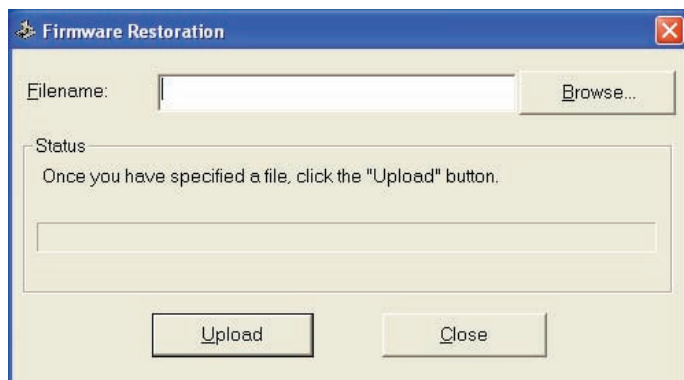 Firmware Restoration
Filename:
Browse...
Status
Once you have specified a file, click the "Upload" button.
Upload
Close